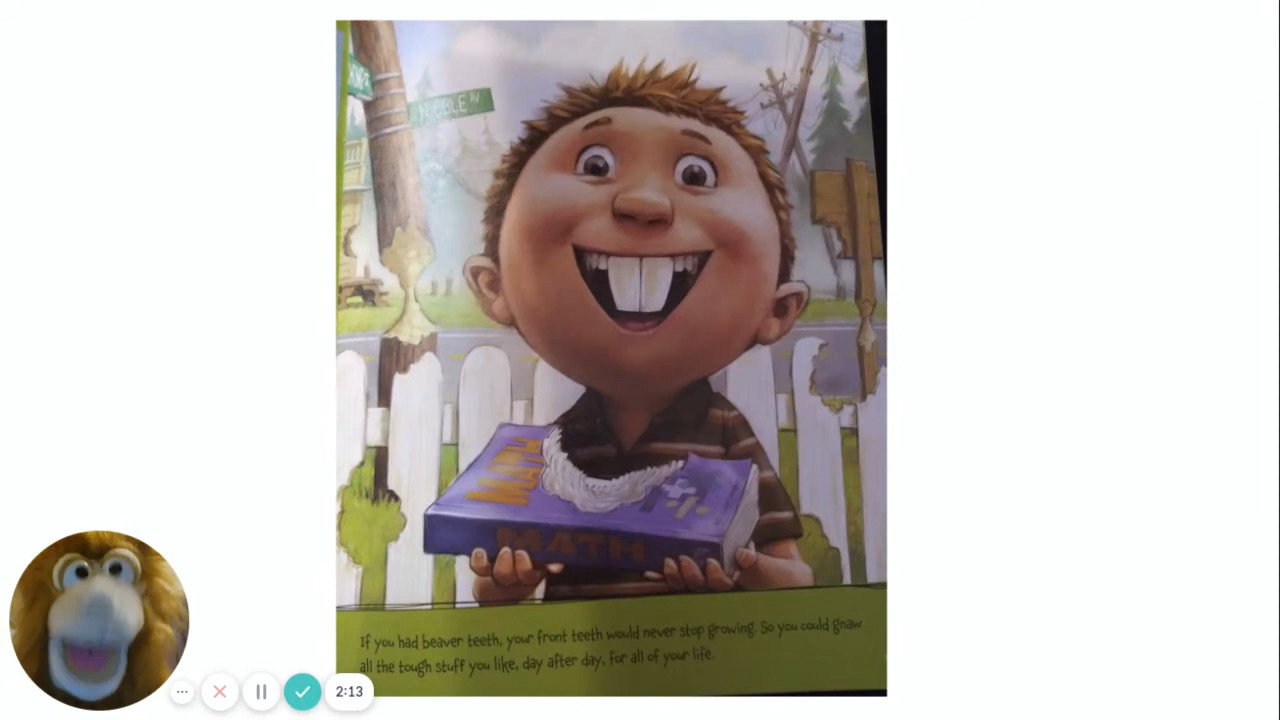 NIBBLE AV
MATH
MATH
If you had beaver teeth, your front teeth would never stop growing. So you could gnaw
all the tough stuff you like, day after day, for all of your life.
2:13